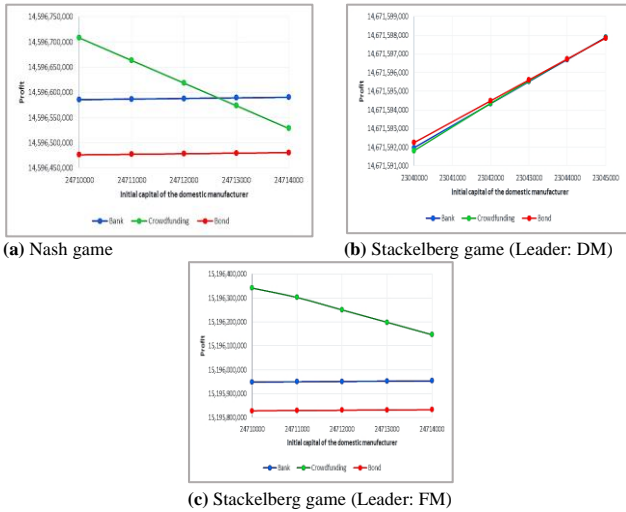 14,596,750,000
14,596,700,000
14,596,650,000
14,596,600,000
14,596,550,000
14,596,500,000
14,596,450,000
Profit
24710000 24711000 24712000 24713000 24714000
Initial capital of the domestic manufacturer
Bank Crowdfunding Bond
(a) Nash game
14,671,599,000
14,671,598,000
14,671,597,000
14,671,596,000
14,671,595,000
14,671,594,000
14,671,593,000
14,671,592,000
14,671,591,000
Profit
23040000 23041000 23042000 23043000 23044000 23045000
Initial capital of the domestic manufacturer
Bank Crowdfunding Bond
(b) Stackelberg game (Leader: DM)
15,196,400,000
15,196,300,000
15,196,200,000
15,196,100,000
15,196,000,000
15,195,900,000
15,195,800,000
Profit
24710000 24711000 24712000 24713000 24714000
Initial capital of the domestic manufacturer
Bank Crowdfunding Bond
(c) Stackelberg game (Leader: FM)